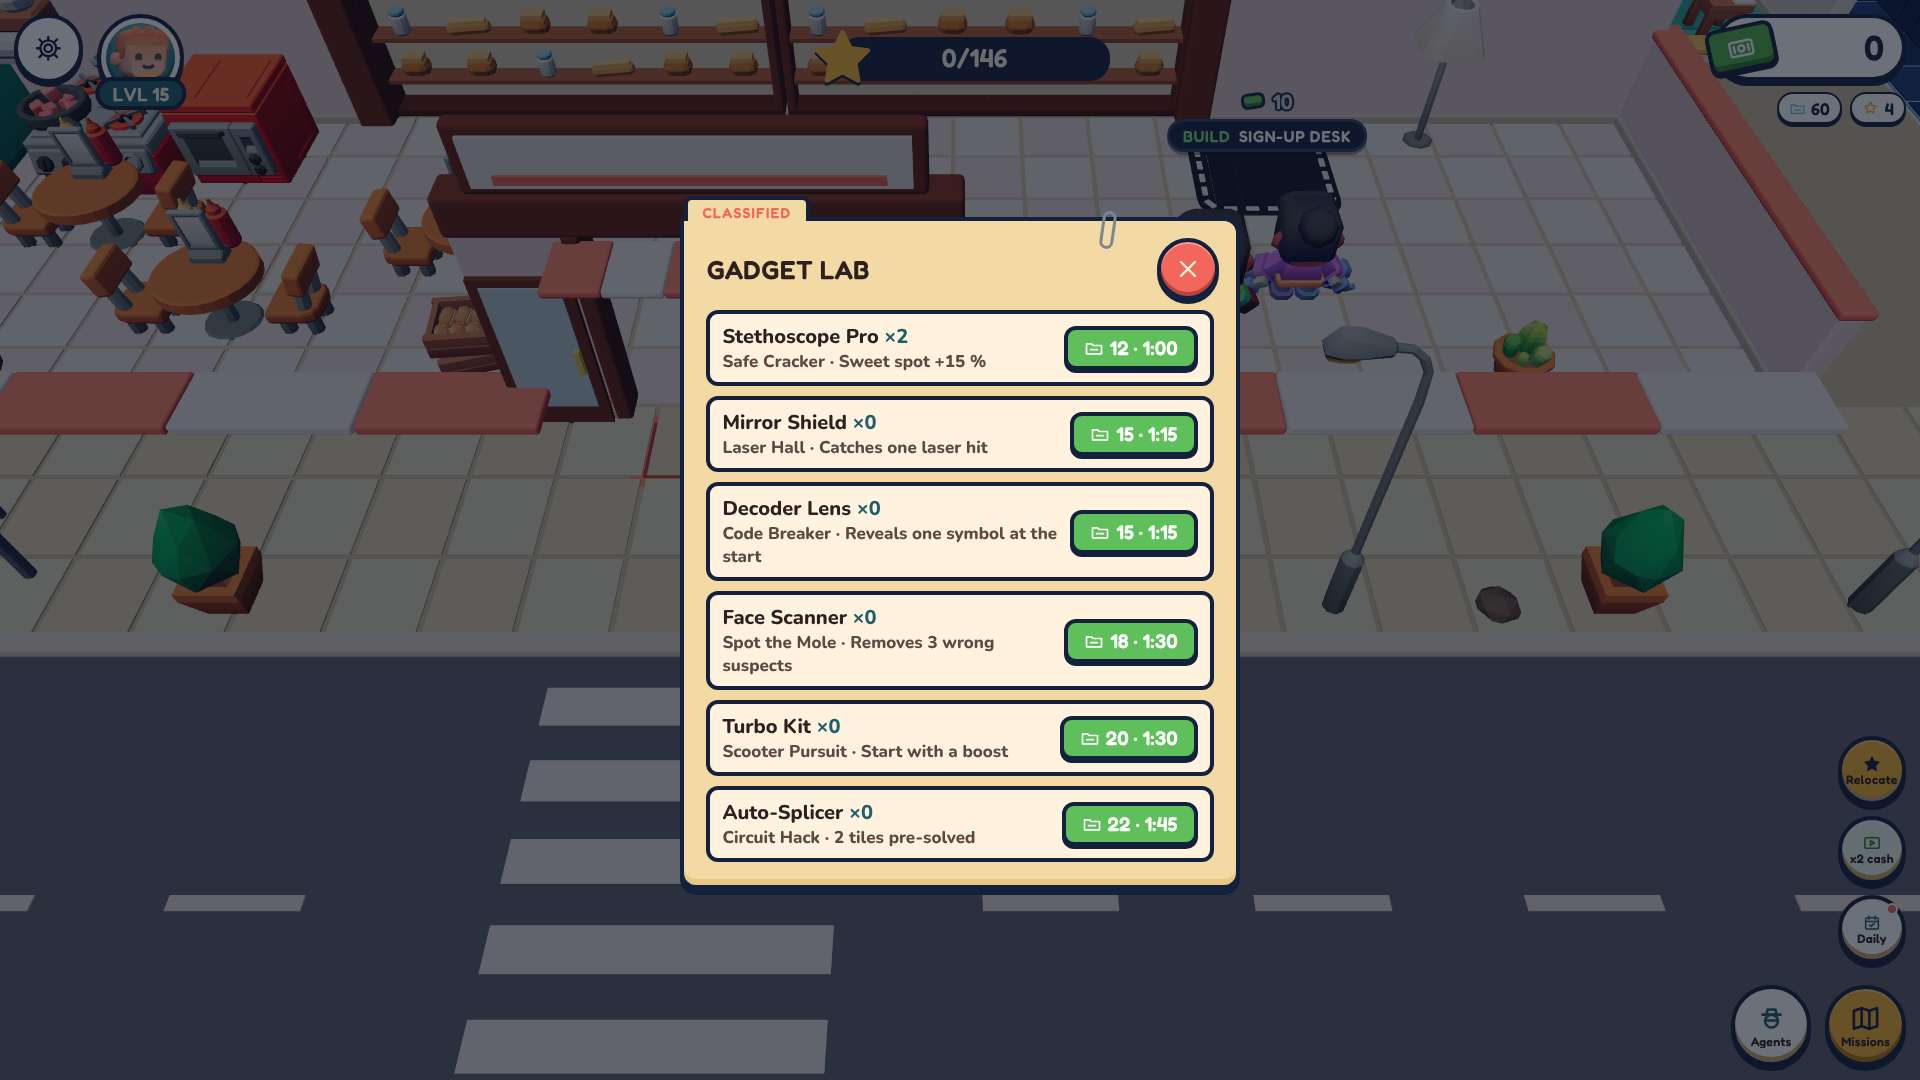 LVL 15
0/146
0
60
4
10
BUILD SIGN-UP DESK
CLASSIFIED
GADGET LAB
Stethoscope Pro ×2
Safe Cracker · Sweet spot +15 %
12 · 1:00
Mirror Shield ×0
Laser Hall · Catches one laser hit
15 · 1:15
Decoder Lens ×0
Code Breaker · Reveals one symbol at the
start
15 · 1:15
Face Scanner ×0
Spot the Mole · Removes 3 wrong
suspects
18 · 1:30
Turbo Kit ×0
Scooter Pursuit · Start with a boost
20 · 1:30
Auto-Splicer ×0
Circuit Hack · 2 tiles pre-solved
22 · 1:45
Relocate
x2 cash
Daily
Agents
Missions